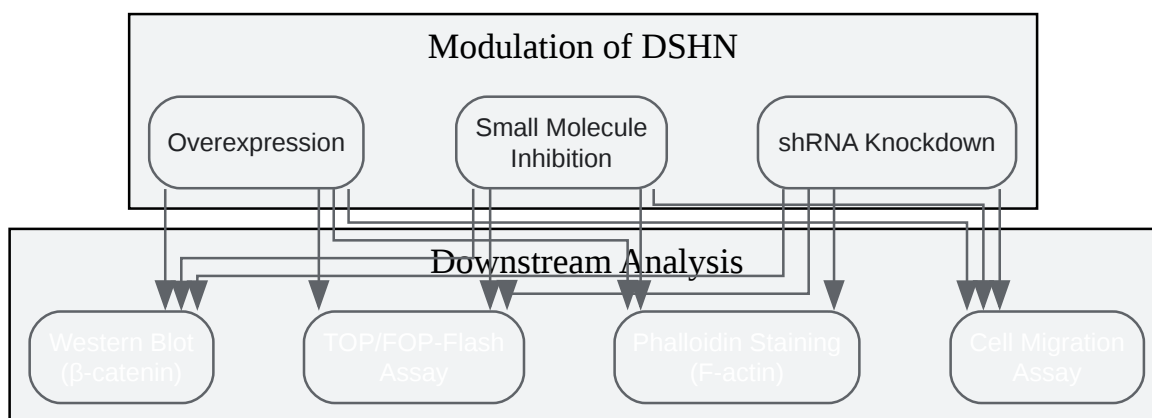 Modulation of DSHN
Overexpression
Small Molecule
Inhibition
shRNA Knockdown
Downstream Analysis
Western Blot
(β-catenin)
TOP/FOP-Flash
Assay
Phalloidin Staining
(F-actin)
Cell Migration
Assay